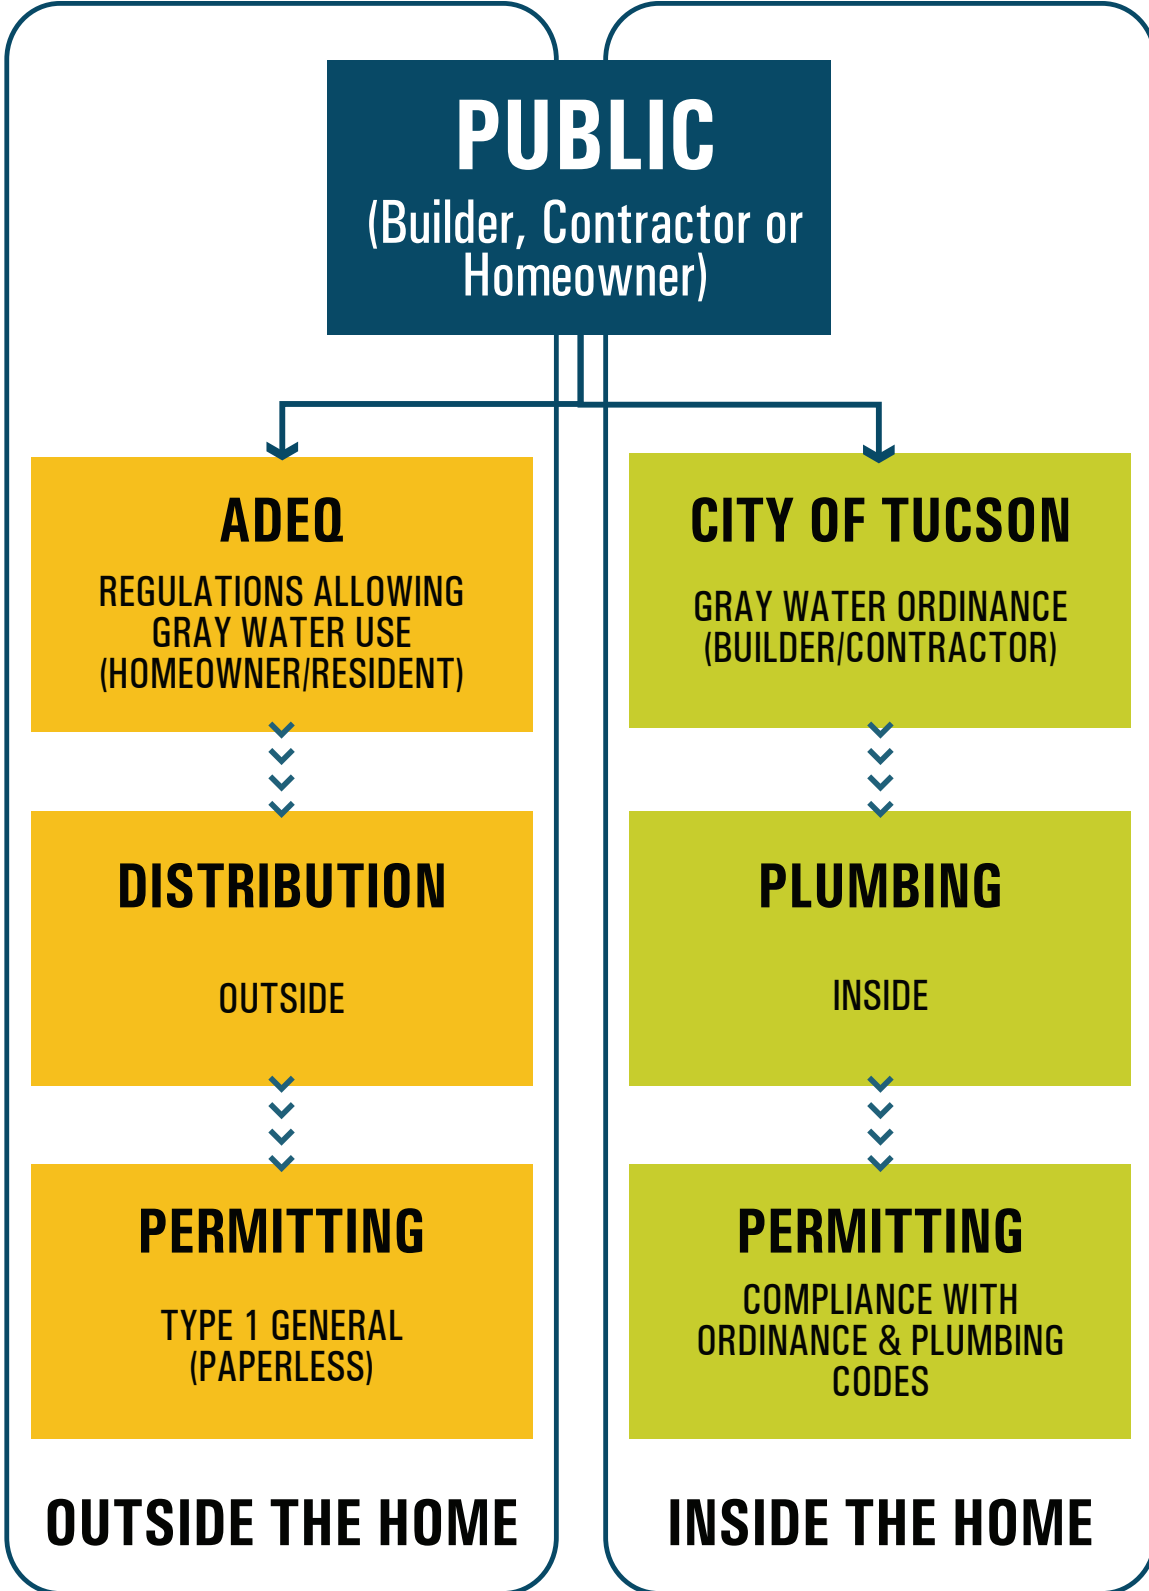 PUBLIC
(Builder, Contractor or
Homeowner)
ADEQ
REGULATIONS ALLOWING
GRAY WATER USE
(HOMEOWNER/RESIDENT)
DISTRIBUTION
OUTSIDE
PERMITTING
TYPE 1 GENERAL
(PAPERLESS)
OUTSIDE THE HOME
CITY OF TUCSON
GRAY WATER ORDINANCE
(BUILDER/CONTRACTOR)
PLUMBING
INSIDE
PERMITTING
COMPLIANCE WITH
ORDINANCE & PLUMBING
CODES
INSIDE THE HOME